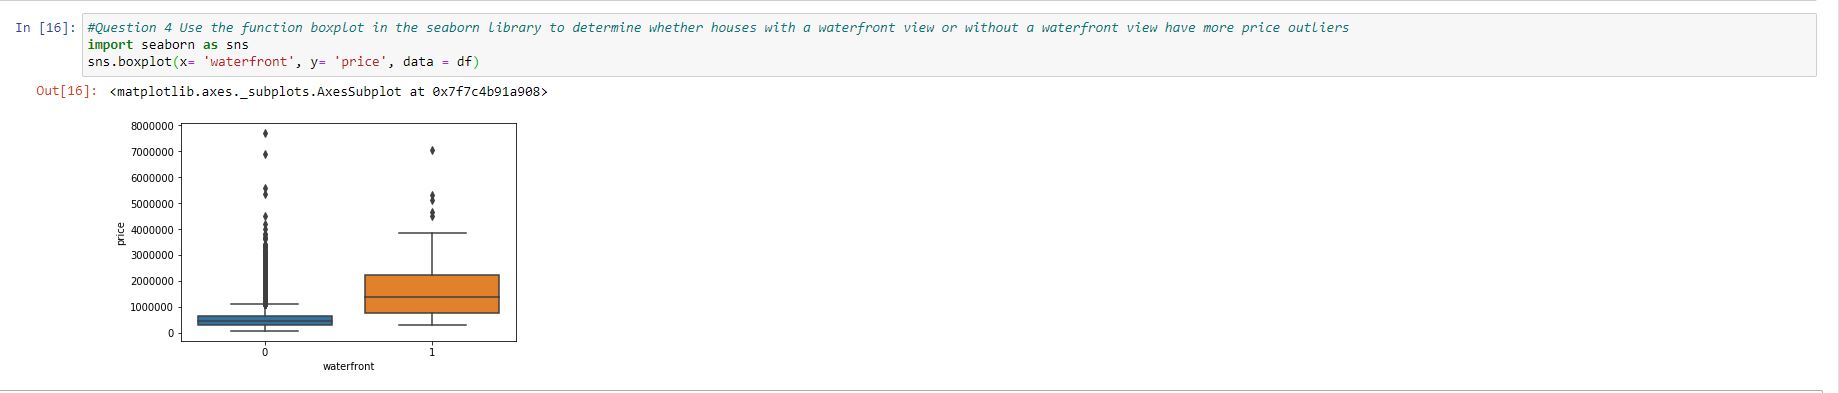 In [16]: #Question 4 Use the function boxplot in the seaborn library to determine whether houses with a waterfront view or without a waterfront view have more price outliers
import seaborn as sns
sns.boxplot(x= 'waterfront', y= 'price', data = df)
Out[16]: <matplotlib.axes._subplots.AxesSubplot at 0x7f7c4b91a908>
8000000
7000000
6000000
5000000
4000000
3000000
2000000
1000000
0
price
0 1
waterfront